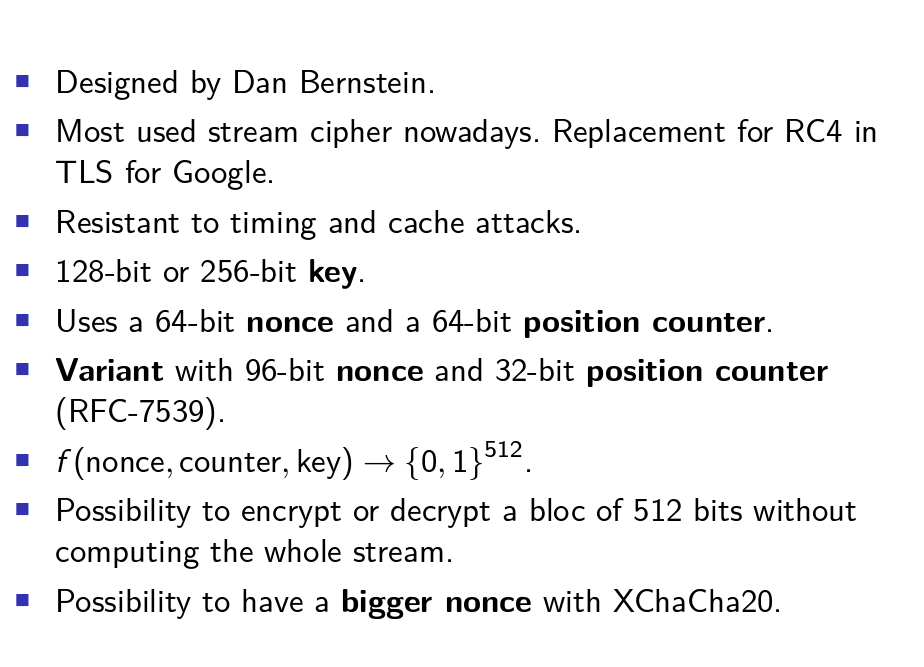 Designed by Dan Bernstein.
Most used stream cipher nowadays. Replacement for RC4 in
TLS for Google.
Resistant to timing and cache attacks.
128-bit or 256-bit key.
Uses a 64-bit nonce and a 64-bit position counter.
Variant with 96-bit nonce and 32-bit position counter
(RFC-7539).
f(nonce, counter, key) → {0, 1}^512.
Possibility to encrypt or decrypt a bloc of 512 bits without
computing the whole stream.
Possibility to have a bigger nonce with XChaCha20.